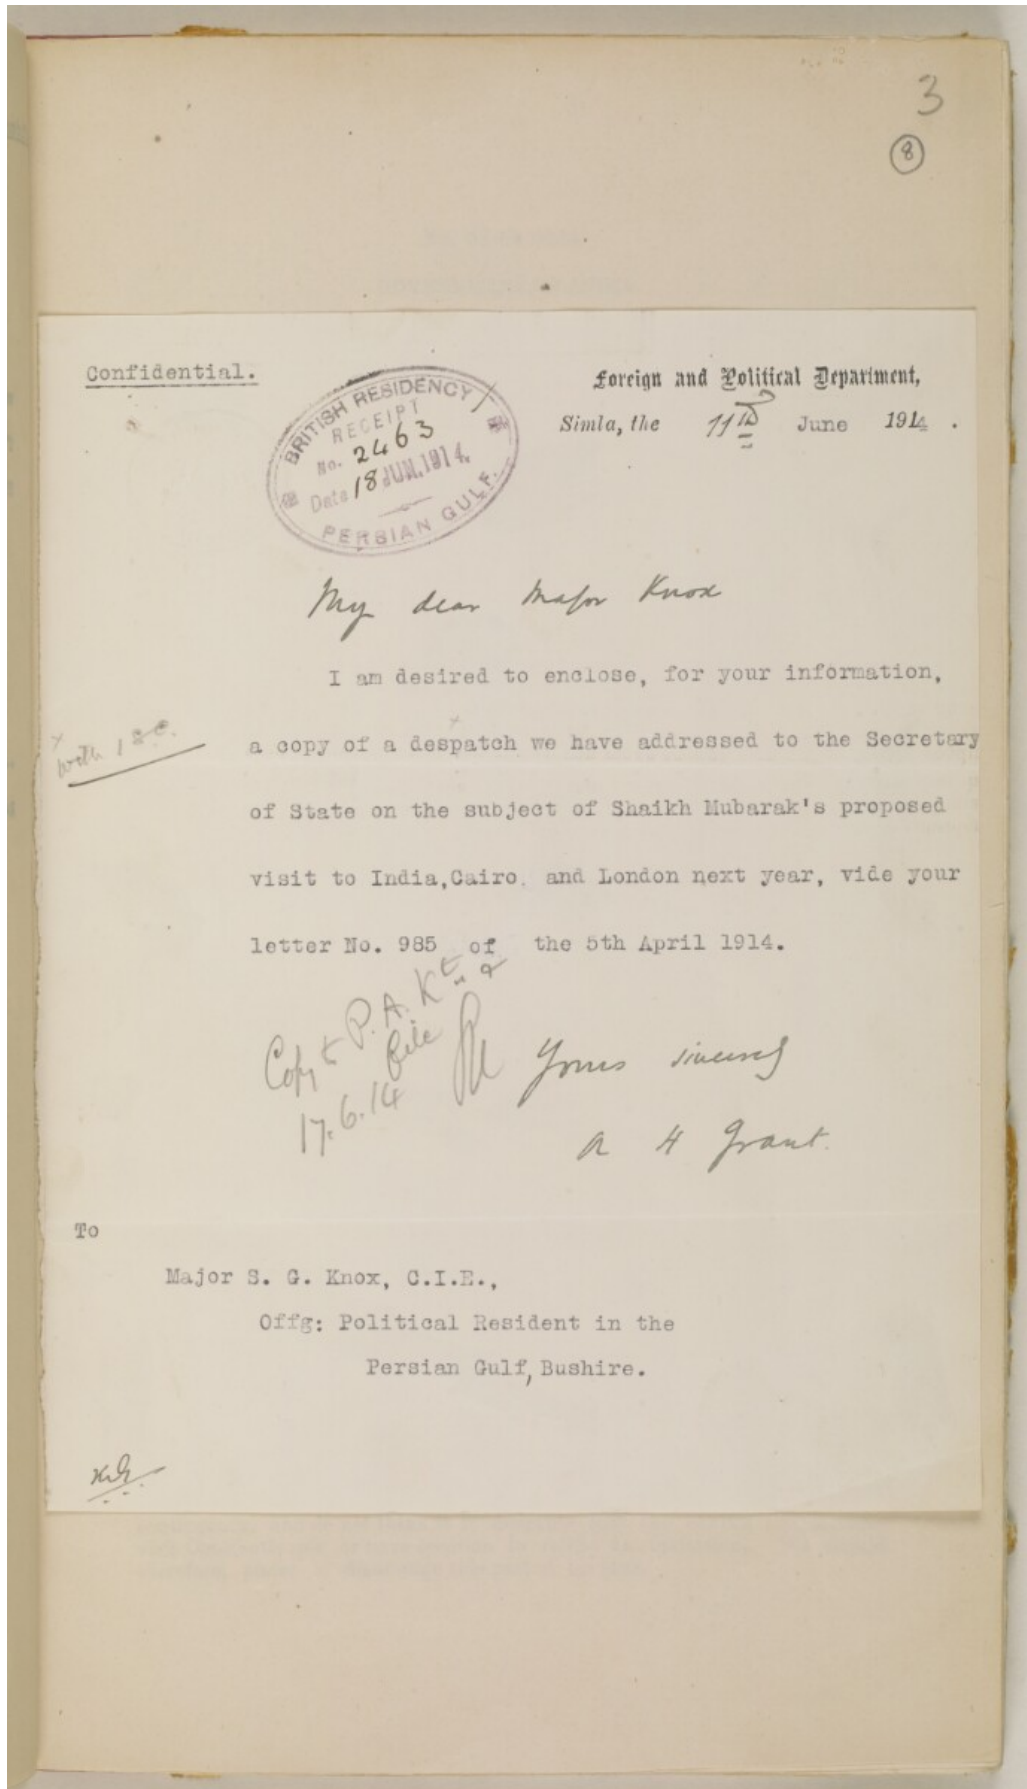 3
8
Confidential.
Foreign and Political Department,
Simla, the 11th June 1914.
BRITISH RESIDENCY
RECEIPT
No. 2463
Date 18 JUN. 1914.
PERSIAN GULF.
My dear Major Knox
I am desired to enclose, for your information,
x
x
with 1 s.c.
a copy of a despatch we have addressed to the Secretary
of State on the subject of Shaikh Mubarak's proposed
visit to India, Cairo, and London next year, vide your
letter No. 985 of the 5th April 1914.
Copy to P. A. Kt. &
file
17.6.14
Yours sincerely
A H Grant.
To
Major S. G. Knox, C.I.E.,
Offg: Political Resident in the
Persian Gulf, Bushire.